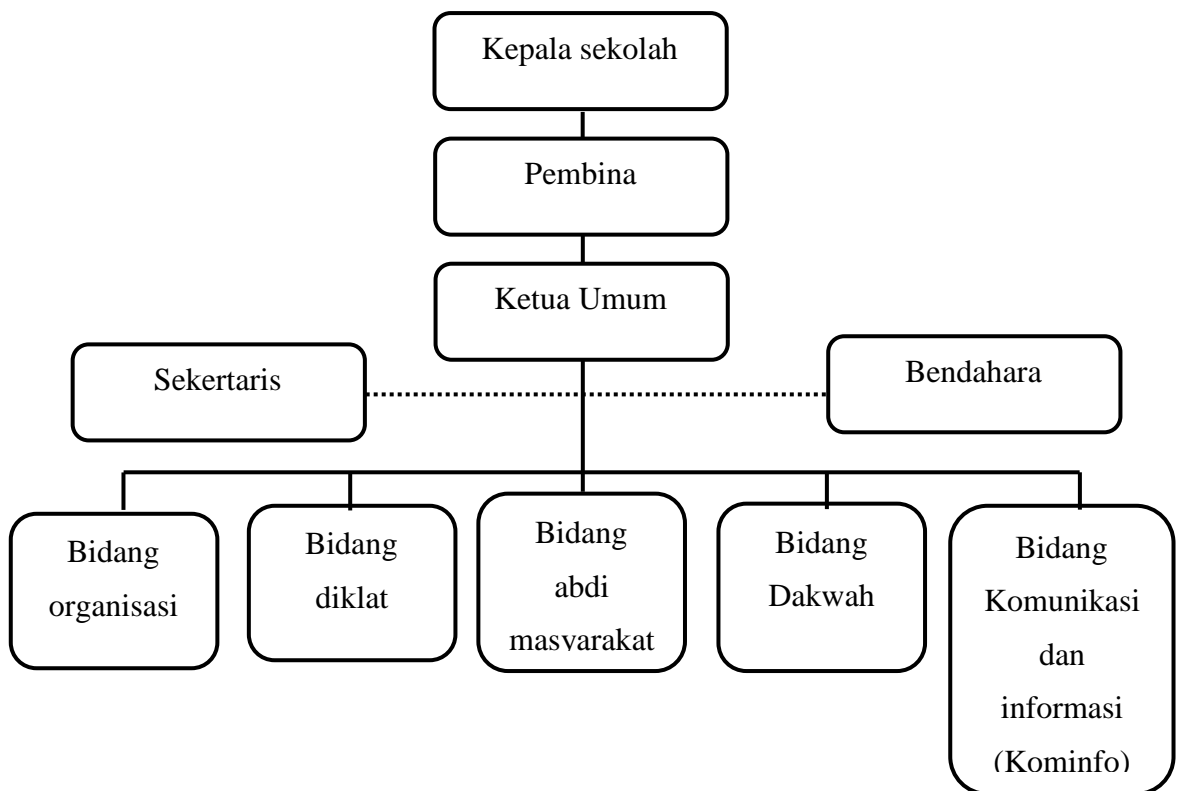 Kepala sekolah
Pembina
Ketua Umum
Sekertaris
Bendahara
Bidang
organisasi
Bidang
diklat
Bidang
abdi
masyarakat
Bidang
Dakwah
Bidang
Komunikasi
dan
informasi
(Kominfo)